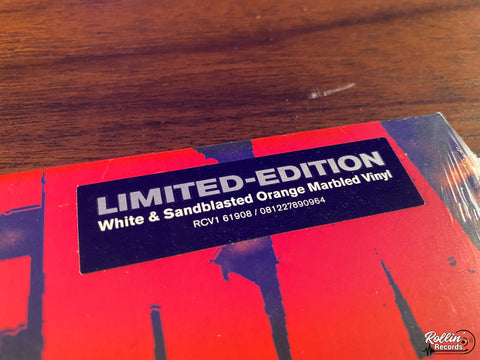 LIMITED-EDITION
White & Sandblasted Orange Marbled Vinyl
RCV1 61908 / 081227890964
Rollin'
Records